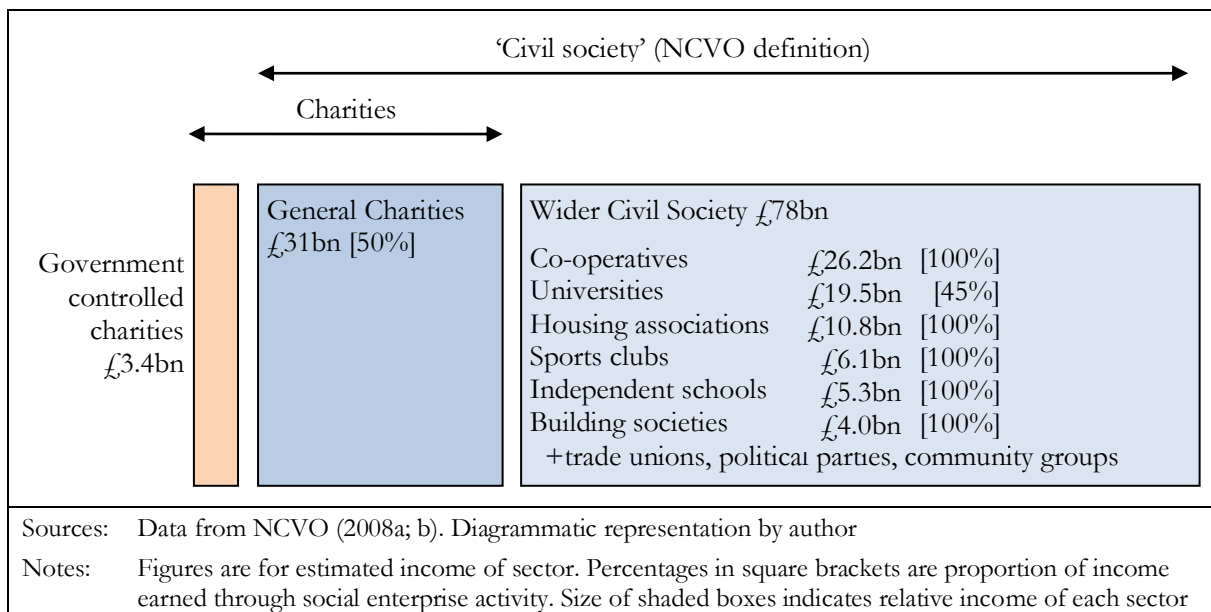 ‘Civil society’ (NCVO definition)
Charities
Government
controlled
charities
£3.4bn
General Charities
£31bn [50%]
Wider Civil Society £78bn
Co-operatives £26.2bn [100%]
Universities £19.5bn [45%]
Housing associations £10.8bn [100%]
Sports clubs £6.1bn [100%]
Independent schools £5.3bn [100%]
Building societies £4.0bn [100%]
+trade unions, political parties, community groups
Sources: Data from NCVO (2008a; b). Diagrammatic representation by author
Notes: Figures are for estimated income of sector. Percentages in square brackets are proportion of income
earned through social enterprise activity. Size of shaded boxes indicates relative income of each sector